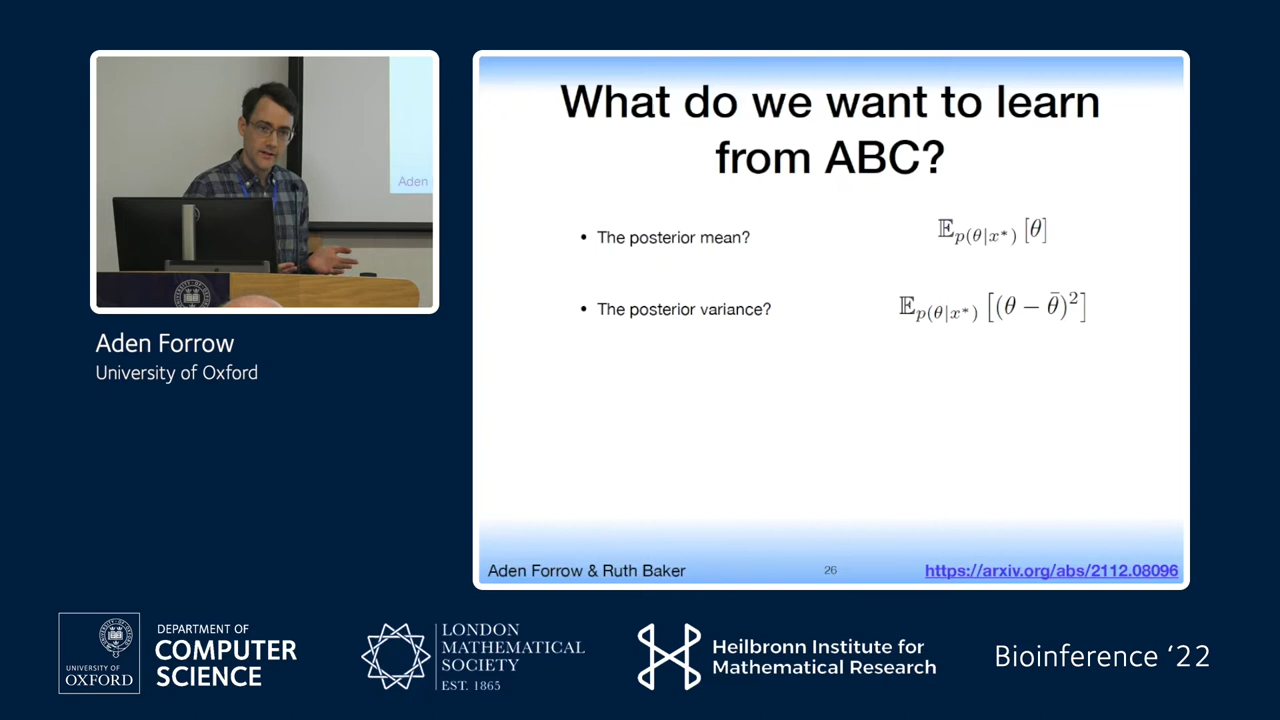 Aden
Aden Forrow
University of Oxford
What do we want to learn
from ABC?
• The posterior mean?
𝔼p(θ|x*) [θ]
• The posterior variance?
𝔼p(θ|x*) [(θ − θ̄)²]
Aden Forrow & Ruth Baker
26
https://arxiv.org/abs/2112.08096
UNIVERSITY OF
OXFORD
DEPARTMENT OF
COMPUTER
SCIENCE
LONDON
MATHEMATICAL
SOCIETY
EST. 1865
Heilbronn Institute for
Mathematical Research
Bioinference ‘22